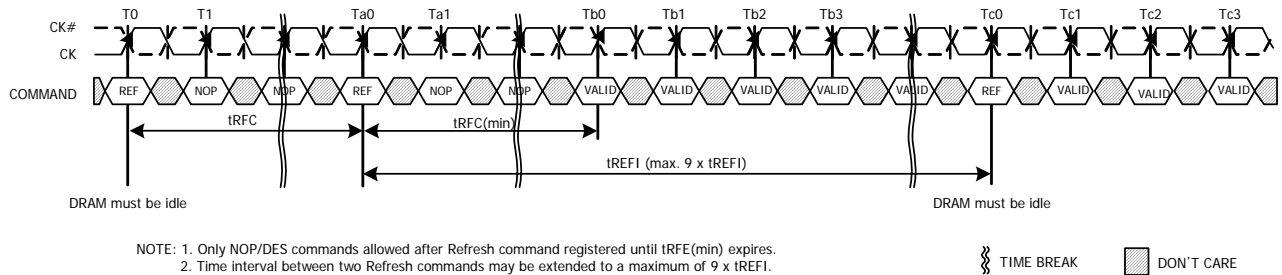 T0 T1 Ta0 Ta1 Tb0 Tb1 Tb2 Tb3 Tc0 Tc1 Tc2 Tc3
CK#
CK
COMMAND REF NOP NOP REF NOP NOP VALID VALID VALID VALID VALID REF VALID VALID VALID
tRFC tRFC(min)
tREFI (max. 9 x tREFI)
DRAM must be idle DRAM must be idle
NOTE: 1. Only NOP/DES commands allowed after Refresh command registered until tRFE(min) expires.
2. Time interval between two Refresh commands may be extended to a maximum of 9 x tREFI.
TIME BREAK DON'T CARE